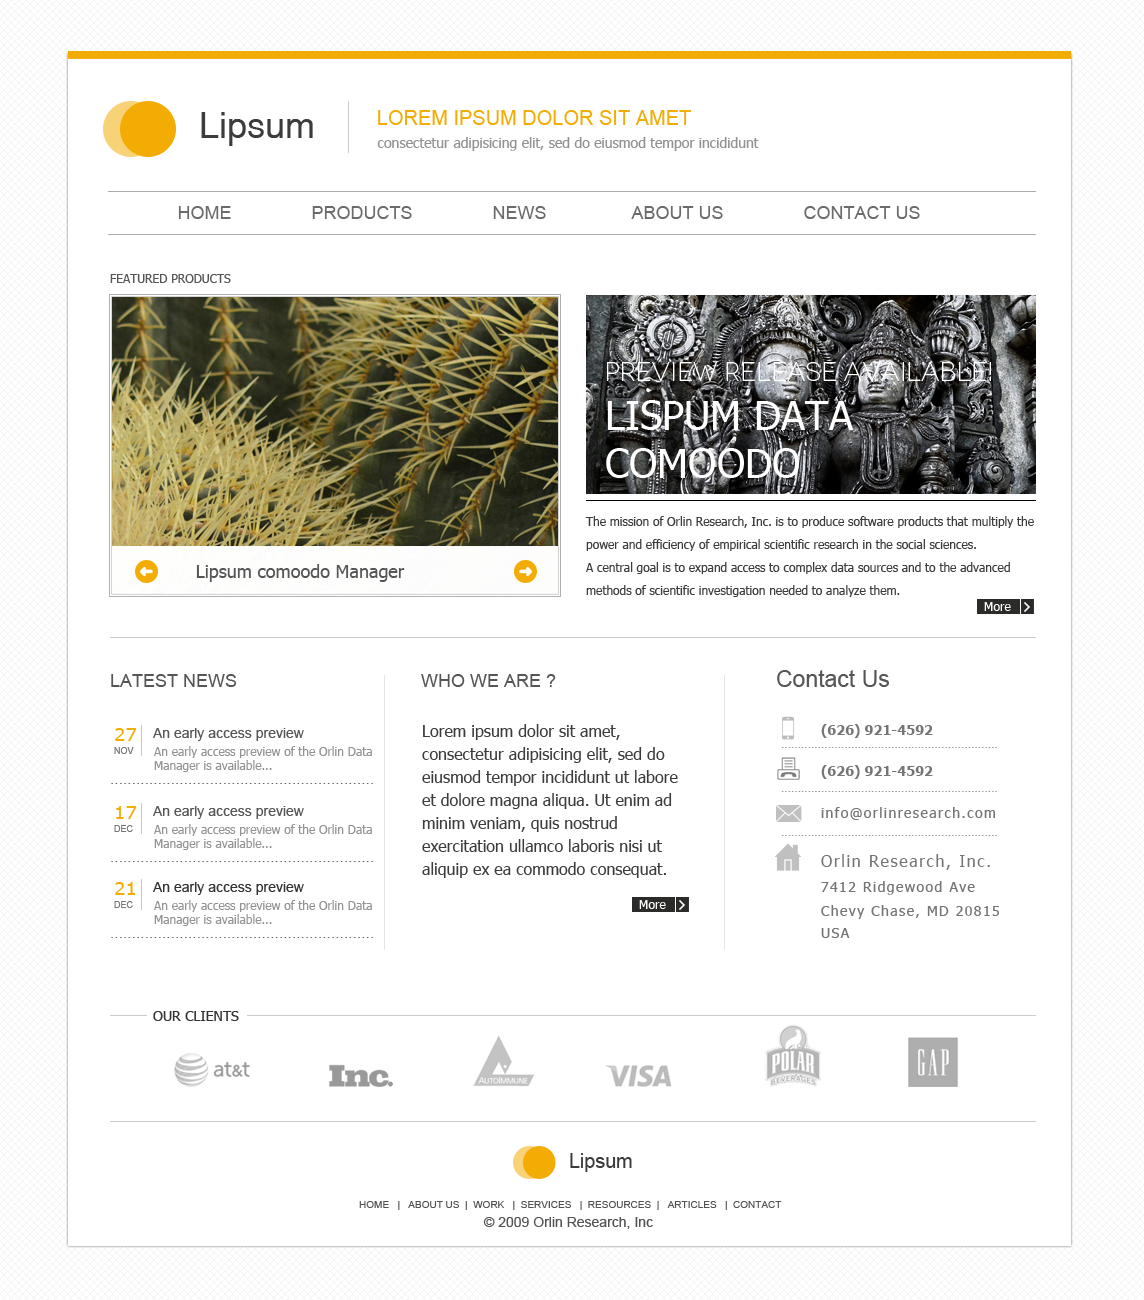 Lipsum
LOREM IPSUM DOLOR SIT AMET
consectetur adipisicing elit, sed do eiusmod tempor incididunt
HOME PRODUCTS NEWS ABOUT US CONTACT US
FEATURED PRODUCTS
Lipsum comoodo Manager
PREVIEW RELEASE AVAILABLE!
LISPUM DATA
COMOODO
The mission of Orlin Research, Inc. is to produce software products that multiply the
power and efficiency of empirical scientific research in the social sciences.
A central goal is to expand access to complex data sources and to the advanced
methods of scientific investigation needed to analyze them.
More
LATEST NEWS
27
NOV
An early access preview
An early access preview of the Orlin Data
Manager is available...
17
DEC
An early access preview
An early access preview of the Orlin Data
Manager is available...
21
DEC
An early access preview
An early access preview of the Orlin Data
Manager is available...
WHO WE ARE ?
Lorem ipsum dolor sit amet,
consectetur adipisicing elit, sed do
eiusmod tempor incididunt ut labore
et dolore magna aliqua. Ut enim ad
minim veniam, quis nostrud
exercitation ullamco laboris nisi ut
aliquip ex ea commodo consequat.
More
Contact Us
(626) 921-4592
(626) 921-4592
info@orlinresearch.com
Orlin Research, Inc.
7412 Ridgewood Ave
Chevy Chase, MD 20815
USA
OUR CLIENTS
at&t
Inc.
AUTOIMMUNE
VISA
POLAR
BEVERAGES
GAP
Lipsum
HOME | ABOUT US | WORK | SERVICES | RESOURCES | ARTICLES | CONTACT
© 2009 Orlin Research, Inc